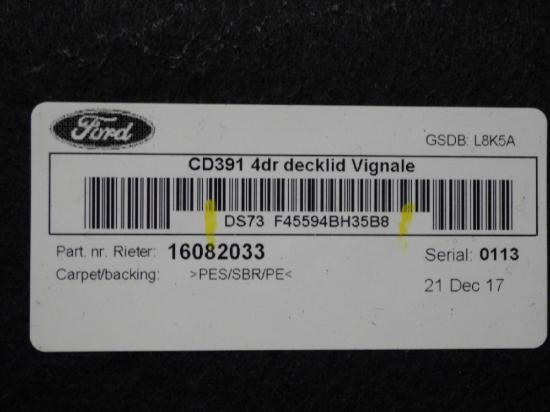 Ford
GSDB: L8K5A
CD391 4dr decklid Vignale
DS73 F45594BH35B8
Part. nr. Rieter: 16082033
Serial: 0113
Carpet/backing: >PES/SBR/PE<
21 Dec 17